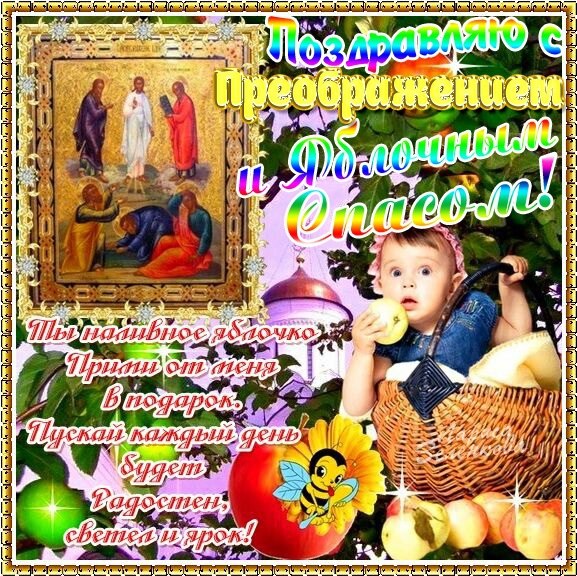 Поздравляю с
Преображением
и Яблочным
Спасом!
Ты наливное яблочко
Прими от меня
в подарок.
Пускай каждый день
будет
Радостен,
светел и ярок!